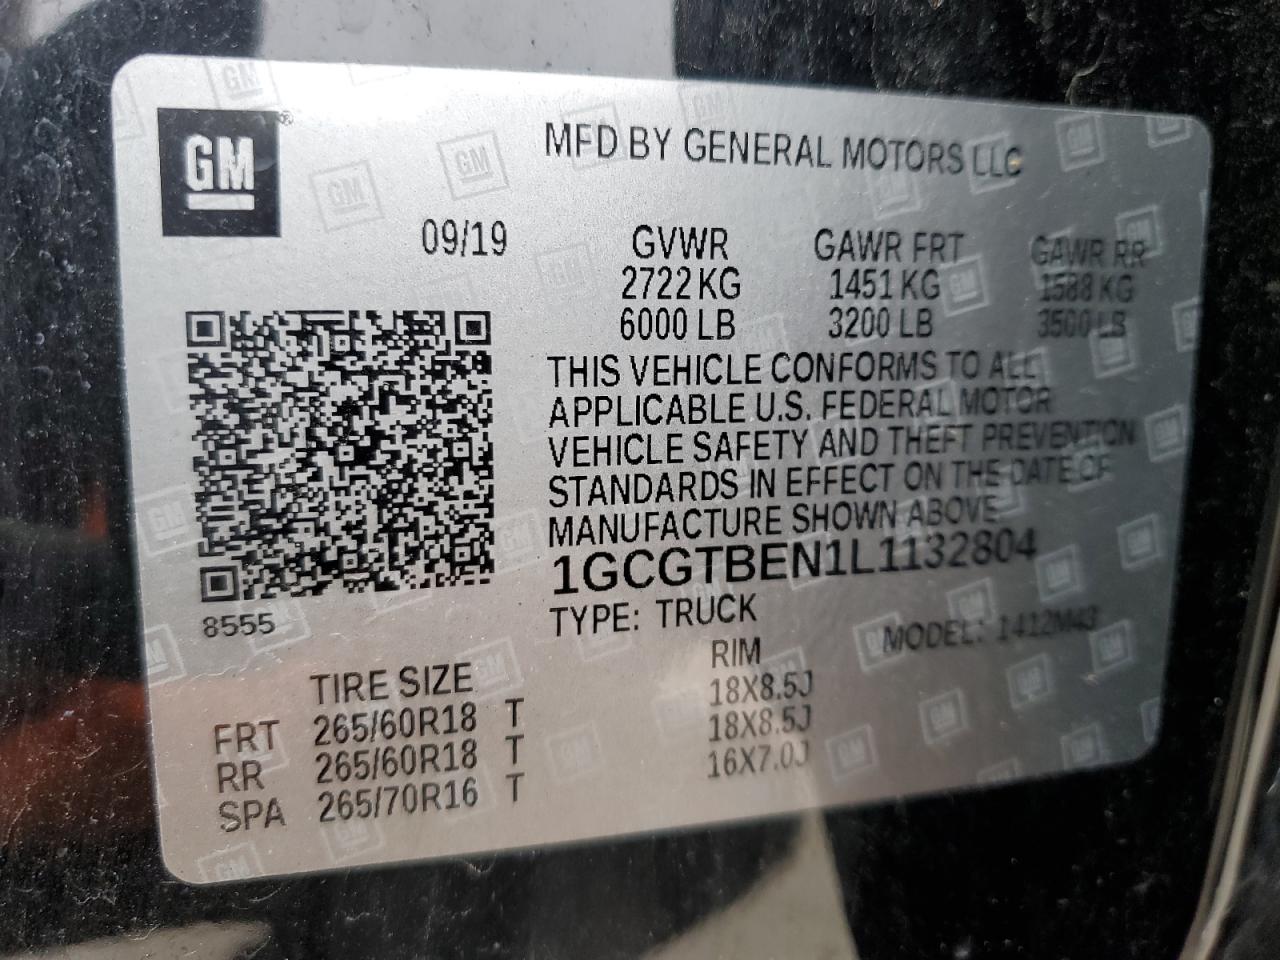 GM
MFD BY GENERAL MOTORS LLC
09/19 GVWR GAWR FRT GAWR RR
2722 KG 1451 KG 1588 KG
6000 LB 3200 LB 3500 LB
THIS VEHICLE CONFORMS TO ALL
APPLICABLE U.S. FEDERAL MOTOR
VEHICLE SAFETY AND THEFT PREVENTION
STANDARDS IN EFFECT ON THE DATE OF
MANUFACTURE SHOWN ABOVE
1GCGTBEN1L1132804
8555
TYPE: TRUCK MODEL: 1412M43
TIRE SIZE RIM
FRT 265/60R18 T 18X8.5J
RR 265/60R18 T 18X8.5J
SPA 265/70R16 T 16X7.0J